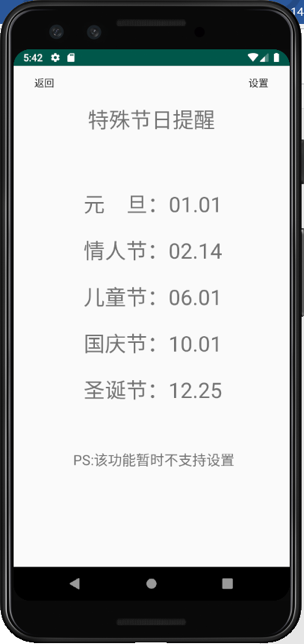 14
5:42
返回 设置
特殊节日提醒
元 旦：01.01
情人节：02.14
儿童节：06.01
国庆节：10.01
圣诞节：12.25
PS:该功能暂时不支持设置